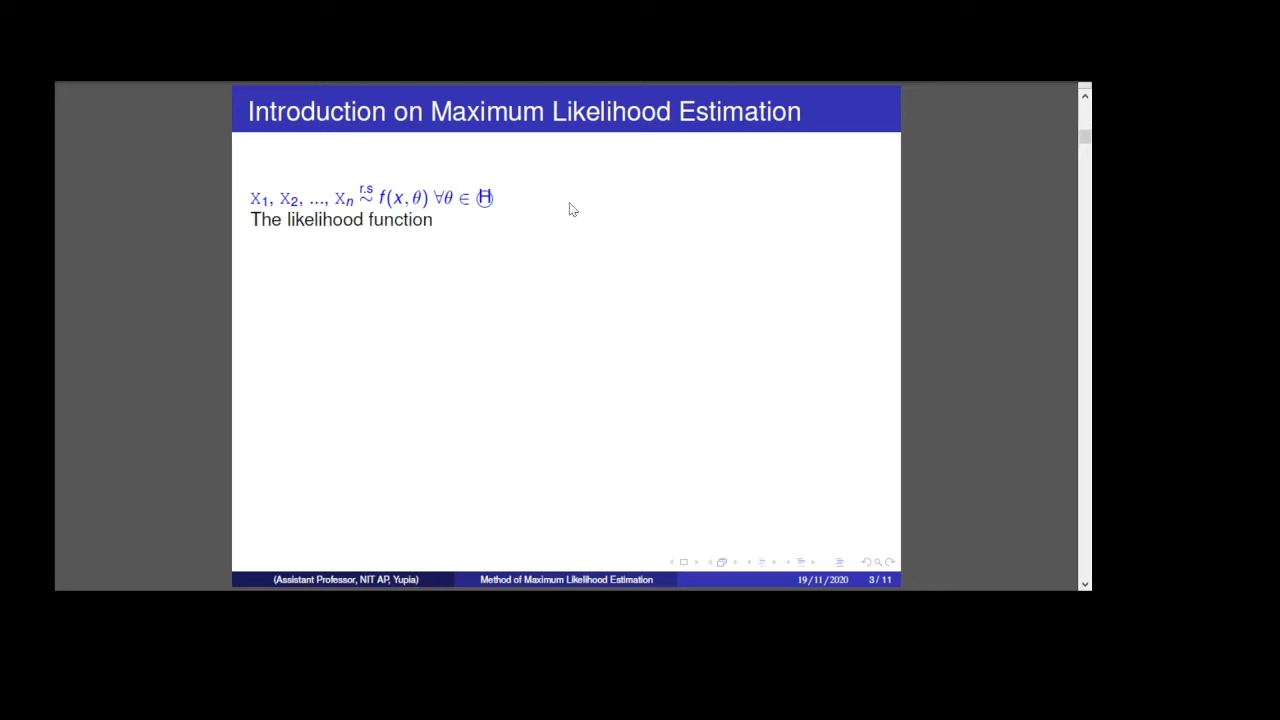 Introduction on Maximum Likelihood Estimation
X₁, X₂, ..., Xₙ r.s ∼ f(x, θ) ∀θ ∈ Ⓗ
The likelihood function
(Assistant Professor, NIT AP, Yupia) Method of Maximum Likelihood Estimation 19/11/2020 3 / 11